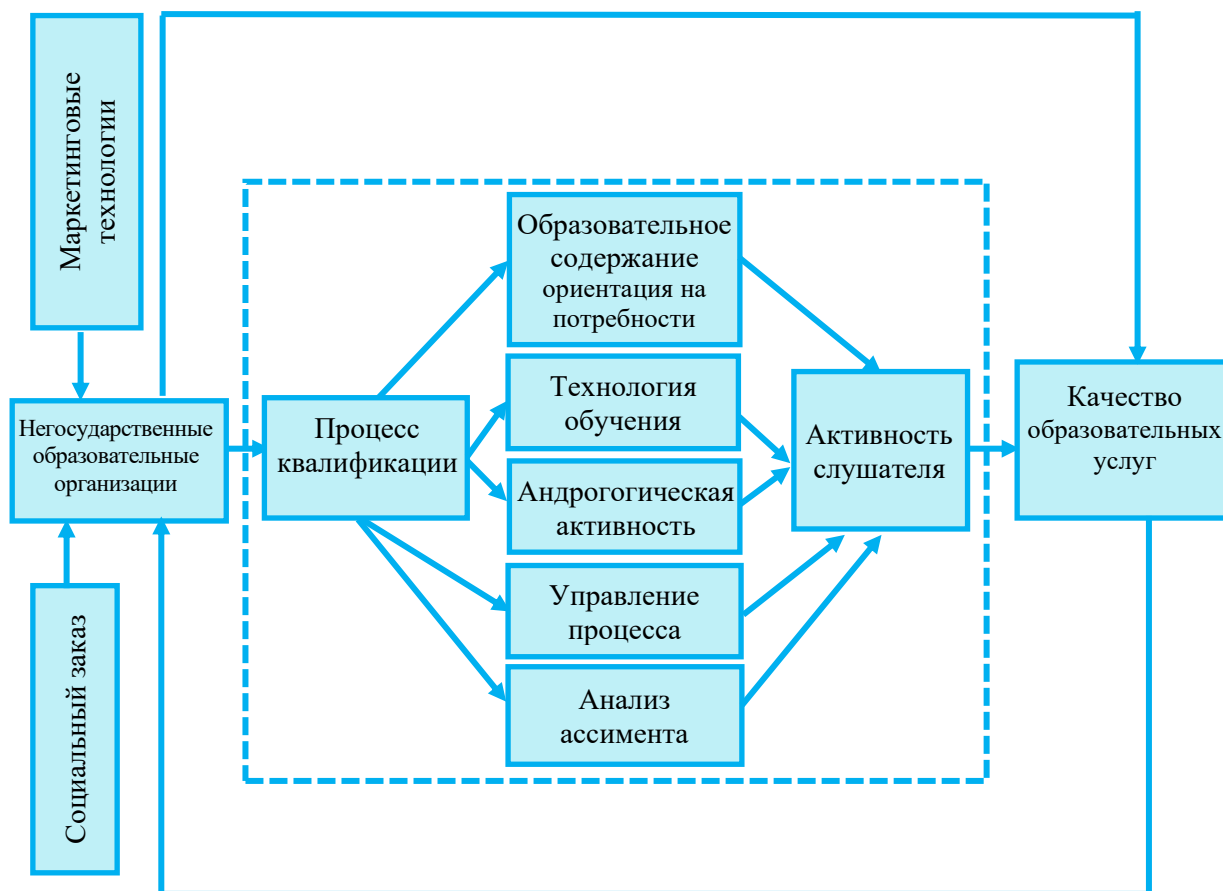 Маркетинговые
технологии
Негосударственные
образовательные
организации
Социальный заказ
Процесс
квалификации
Образовательное
содержание
ориентация на
потребности
Технология
обучения
Андрогогическая
активность
Управление
процесса
Анализ
ассимента
Активность
слушателя
Качество
образовательных
услуг